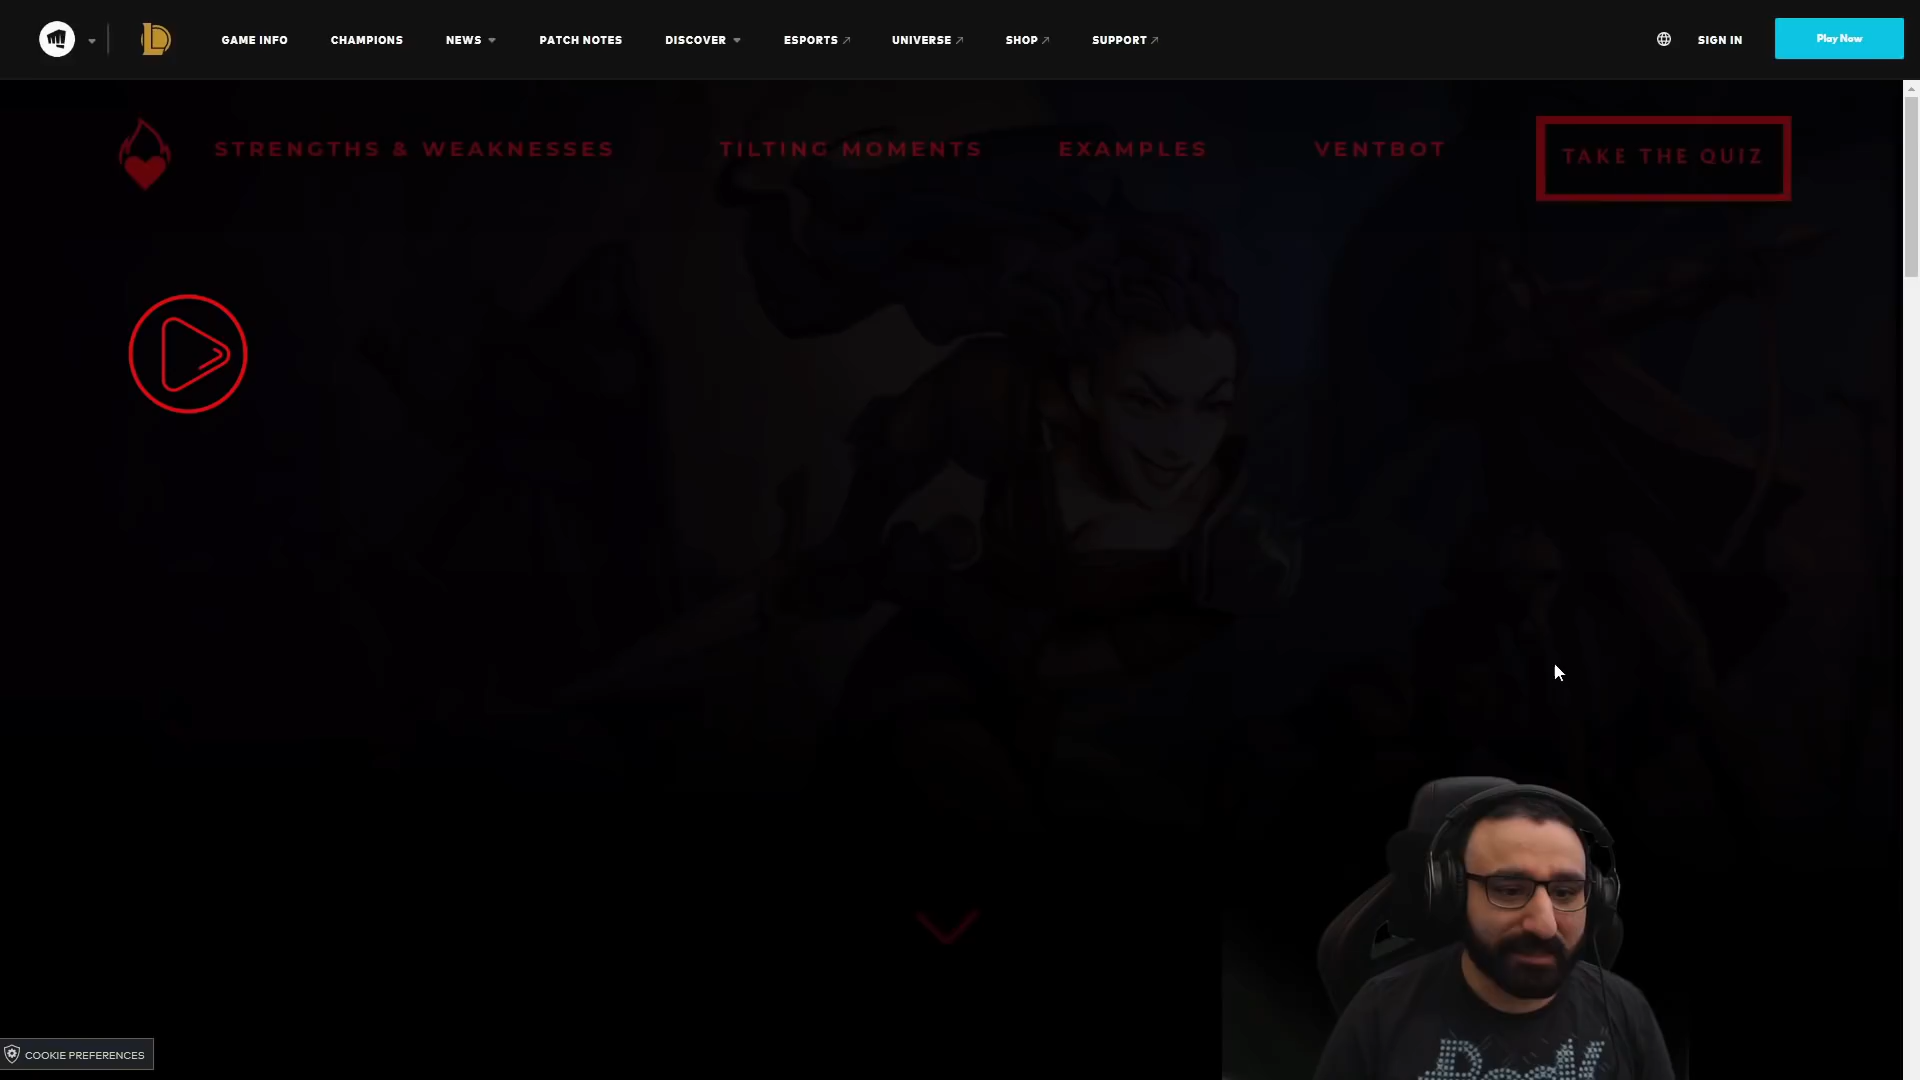 GAME INFO CHAMPIONS NEWS PATCH NOTES DISCOVER ESPORTS UNIVERSE SHOP SUPPORT SIGN IN Play Now
STRENGTHS & WEAKNESSES TILTING MOMENTS EXAMPLES VENTBOT TAKE THE QUIZ
COOKIE PREFERENCES